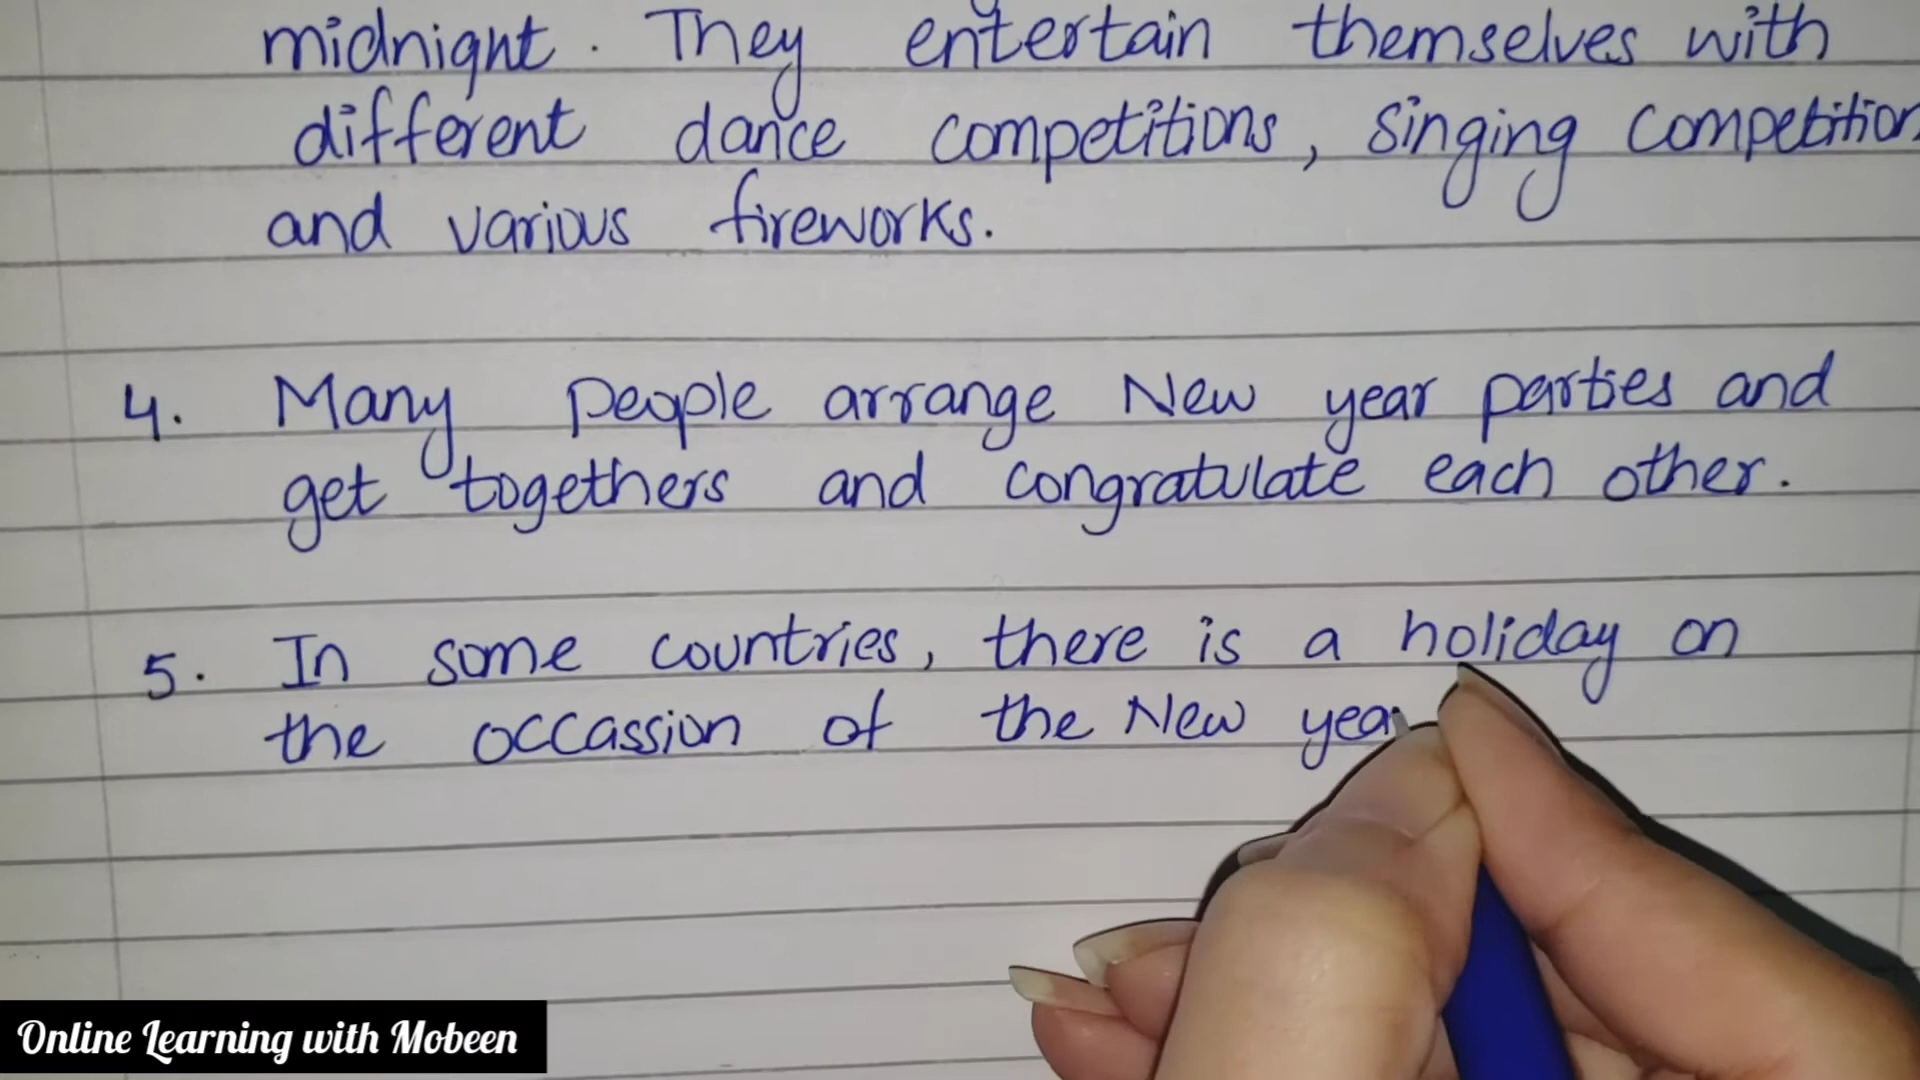 midnight. They entertain themselves with
different dance competitions, singing competition
and various fireworks.
4. Many people arrange New year parties and
get togethers and congratulate each other.
5. In some countries, there is a holiday on
the occassion of the New year
Online Learning with Mobeen